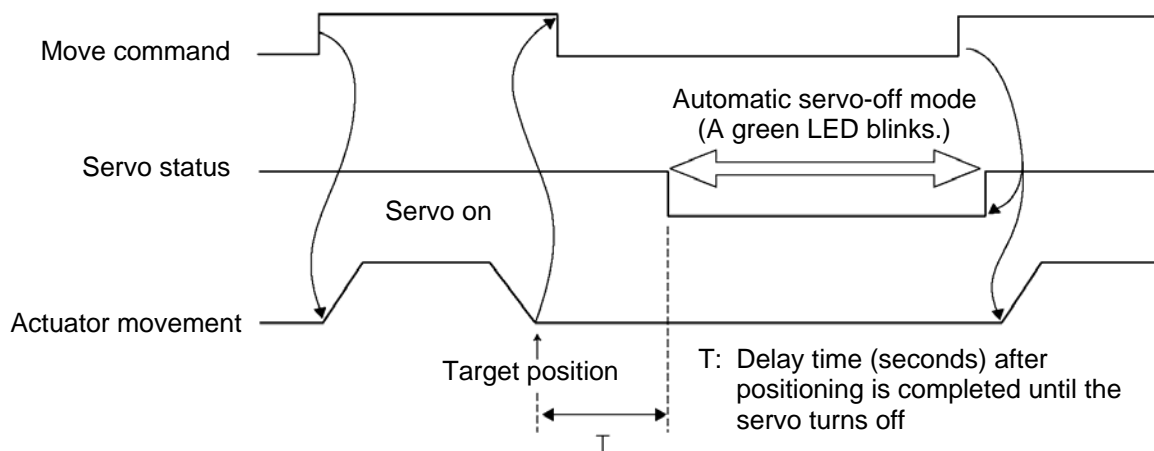 Move command
Automatic servo-off mode
(A green LED blinks.)
Servo status
Servo on
Actuator movement
Target position
T: Delay time (seconds) after
positioning is completed until the
servo turns off
T